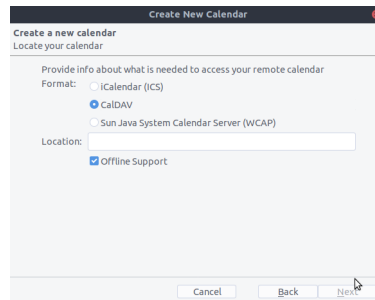 Create New Calendar
Create a new calendar
Locate your calendar
Provide info about what is needed to access your remote calendar
Format:
iCalendar (ICS)
CalDAV
Sun Java System Calendar Server (WCAP)
Location:
Offline Support
Cancel Back Next